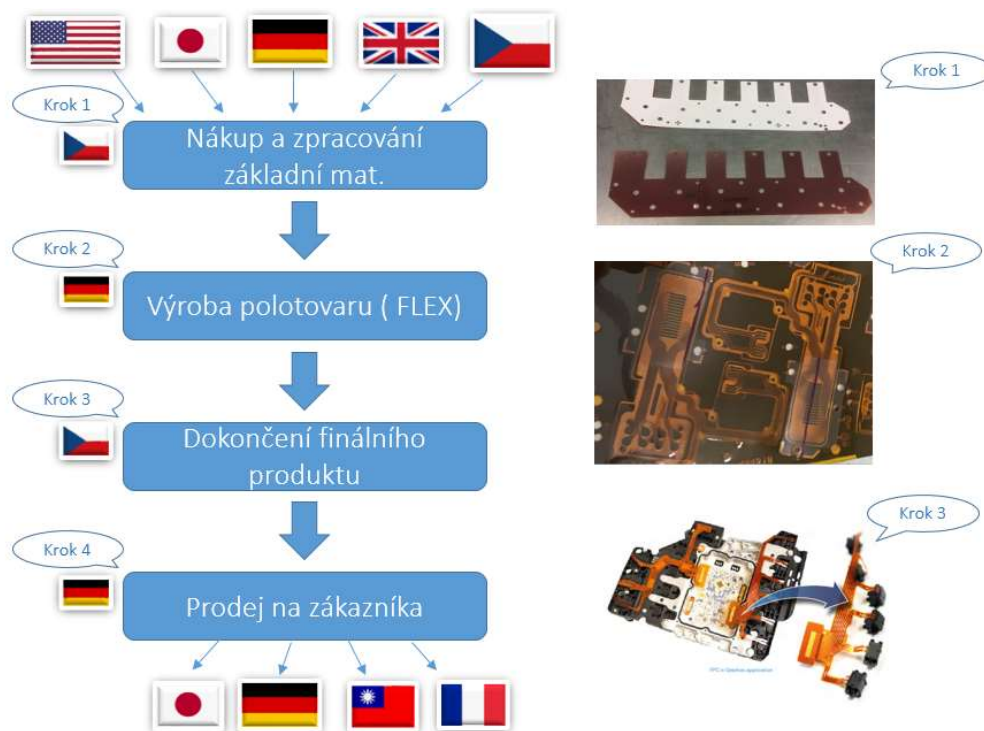 Krok 1
Nákup a zpracování
základní mat.
Krok 2
Výroba polotovaru ( FLEX)
Krok 3
Dokončení finálního
produktu
Krok 4
Prodej na zákazníka
Krok 1
Krok 2
Krok 3